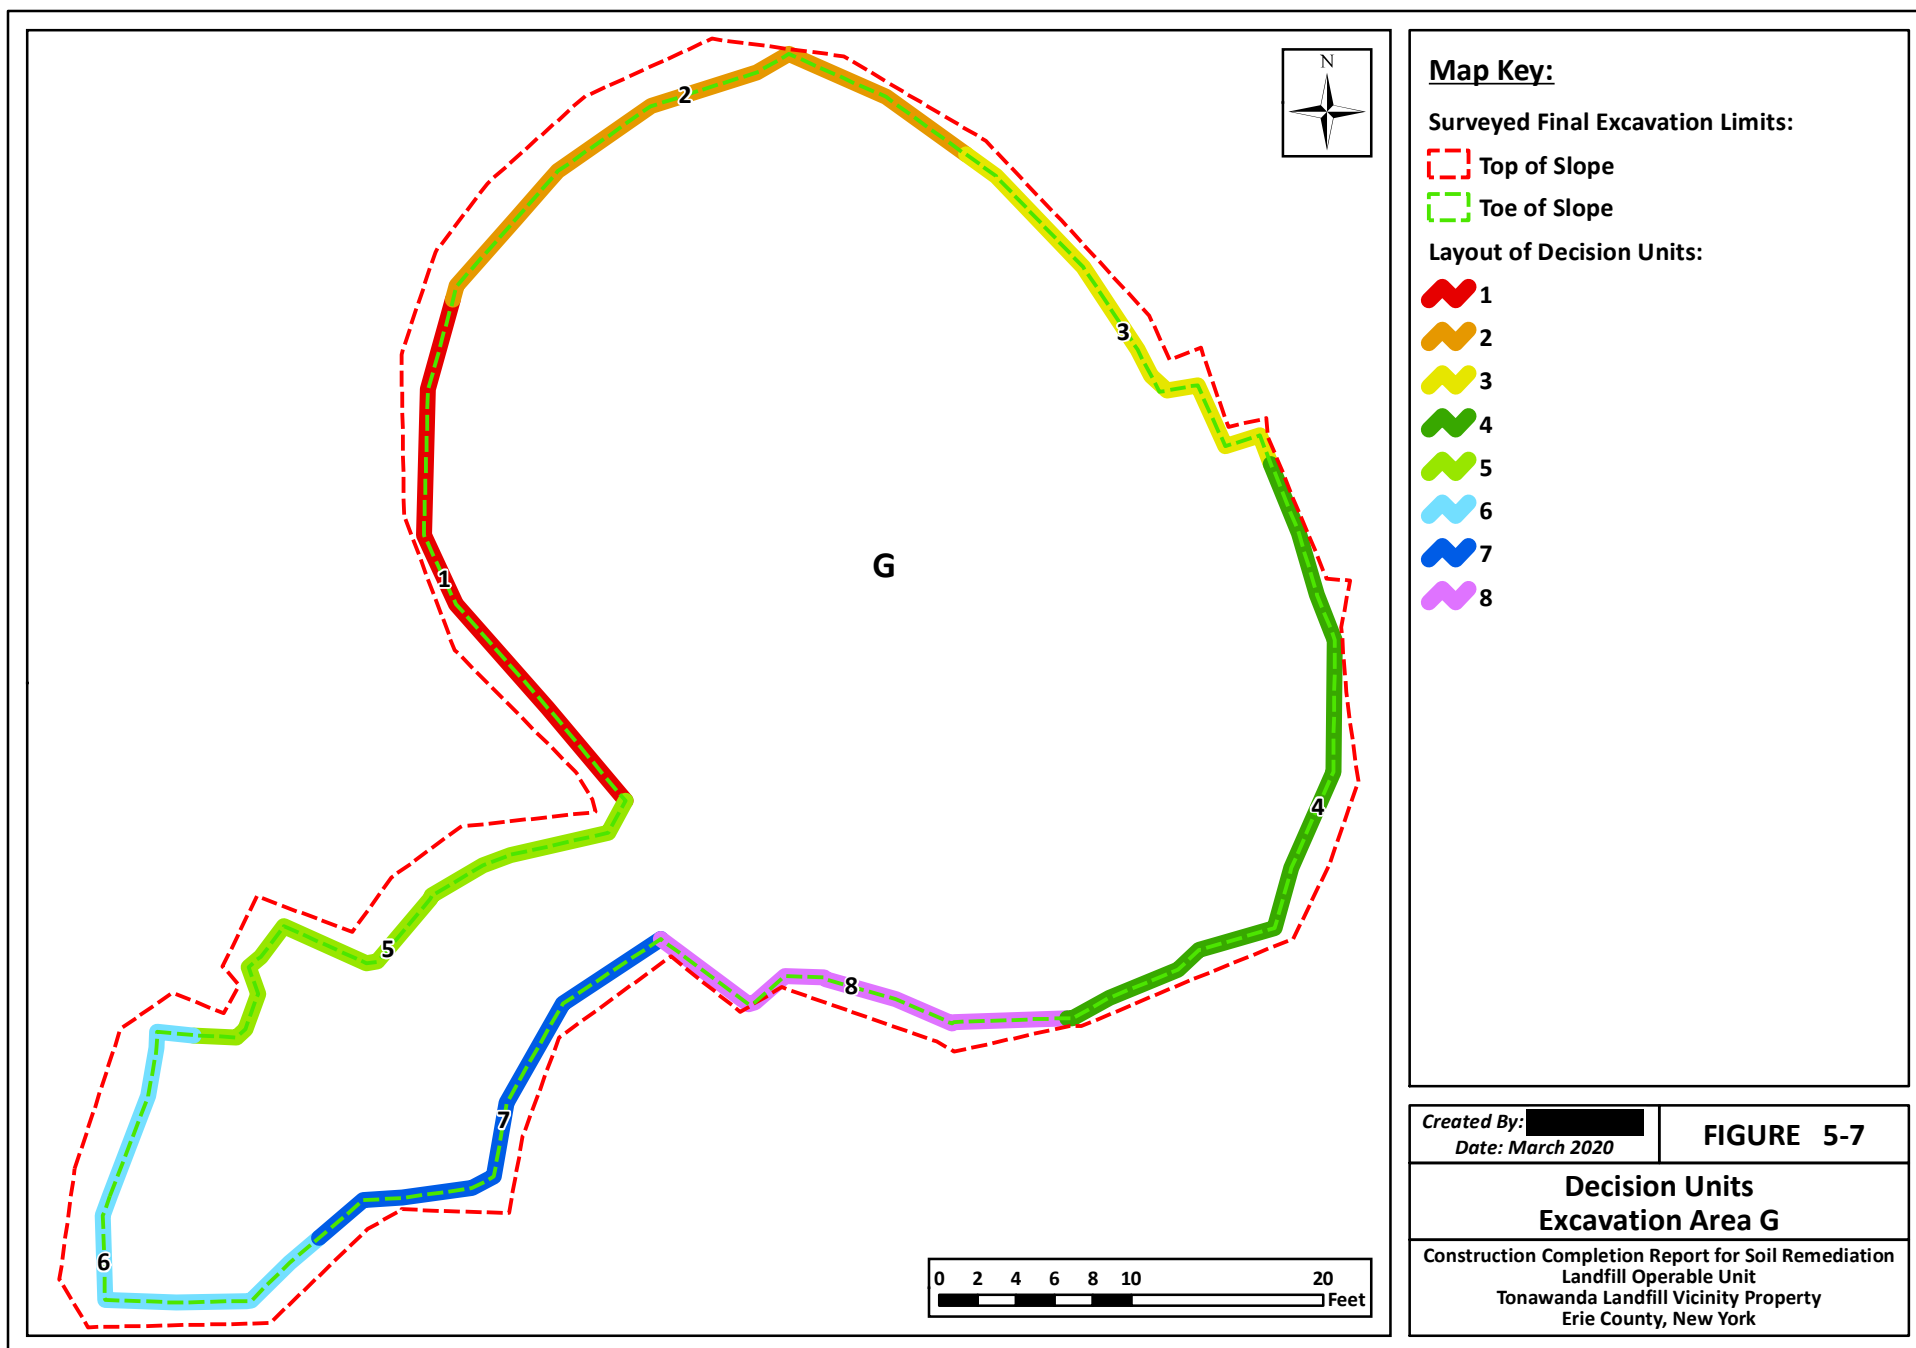 N
2
3
G
1
4
5
8
7
6
0 2 4 6 8 10 20
Feet
Map Key:
Surveyed Final Excavation Limits:
Top of Slope
Toe of Slope
Layout of Decision Units:
1
2
3
4
5
6
7
8
Created By:
Date: March 2020
FIGURE 5-7
Decision Units
Excavation Area G
Construction Completion Report for Soil Remediation
Landfill Operable Unit
Tonawanda Landfill Vicinity Property
Erie County, New York